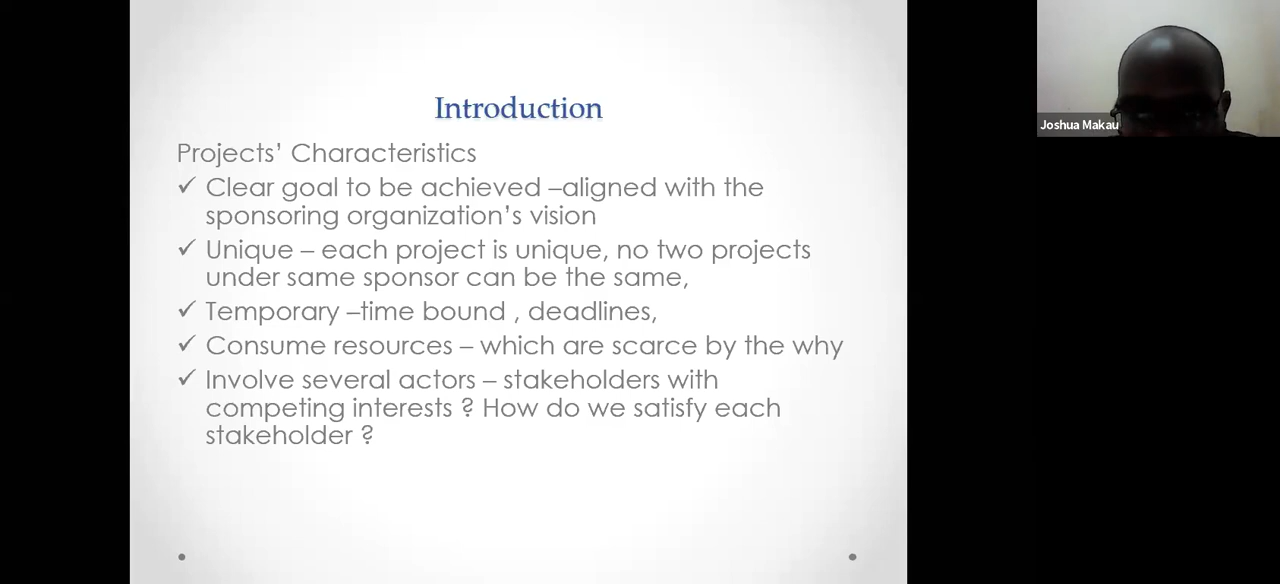 Introduction
Projects’ Characteristics
✓ Clear goal to be achieved –aligned with the
sponsoring organization’s vision
✓ Unique – each project is unique, no two projects
under same sponsor can be the same,
✓ Temporary –time bound , deadlines,
✓ Consume resources – which are scarce by the why
✓ Involve several actors – stakeholders with
competing interests ? How do we satisfy each
stakeholder ?
Joshua Makau